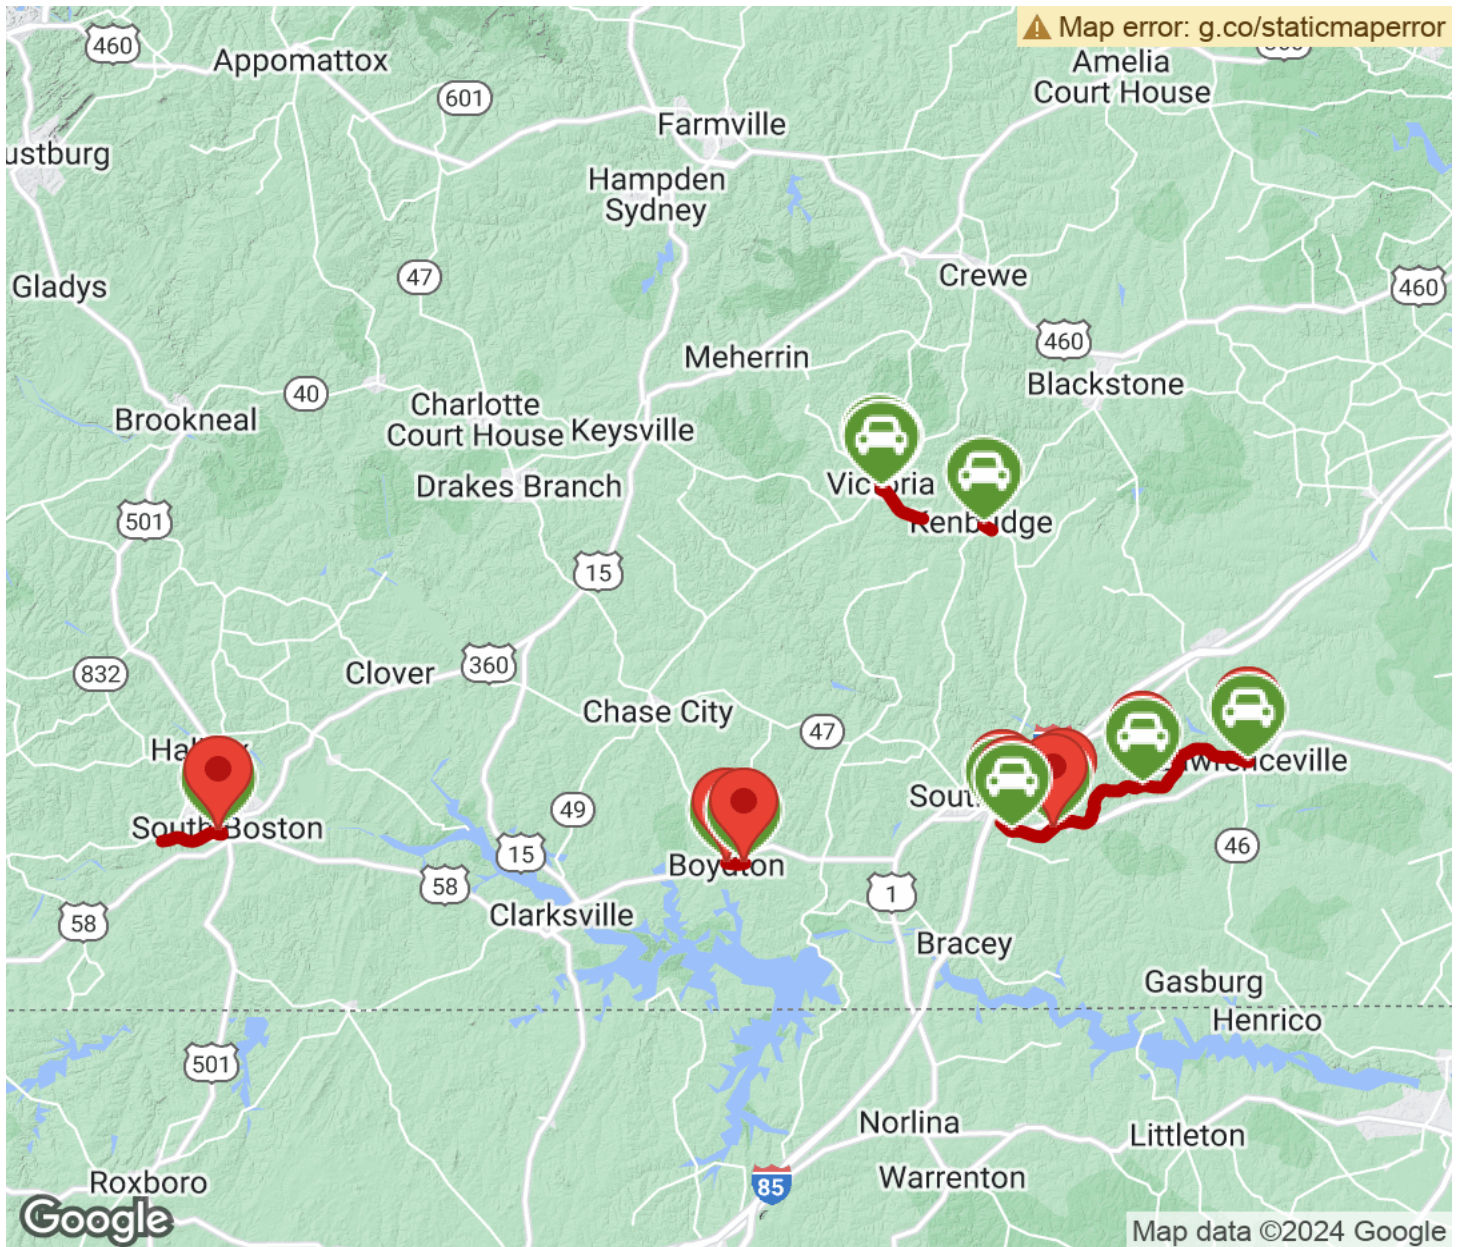 Map error: g.co/staticmaperror
460
Appomattox
Amelia
Court House
601
Farmville
ustburg
Hampden
Sydney
47
Crewe
Gladys
460
460
Meherrin
Blackstone
40
Charlotte
Court House
Keysville
Brookneal
Drakes Branch
501
15
832
Clover
360
Chase City
47
South Boston
49
15
Boydton
46
58
1
Clarksville
58
Bracey
Gasburg
Henrico
501
Norlina
Littleton
Roxboro
85
Warrenton
Google
Map data ©2024 Google